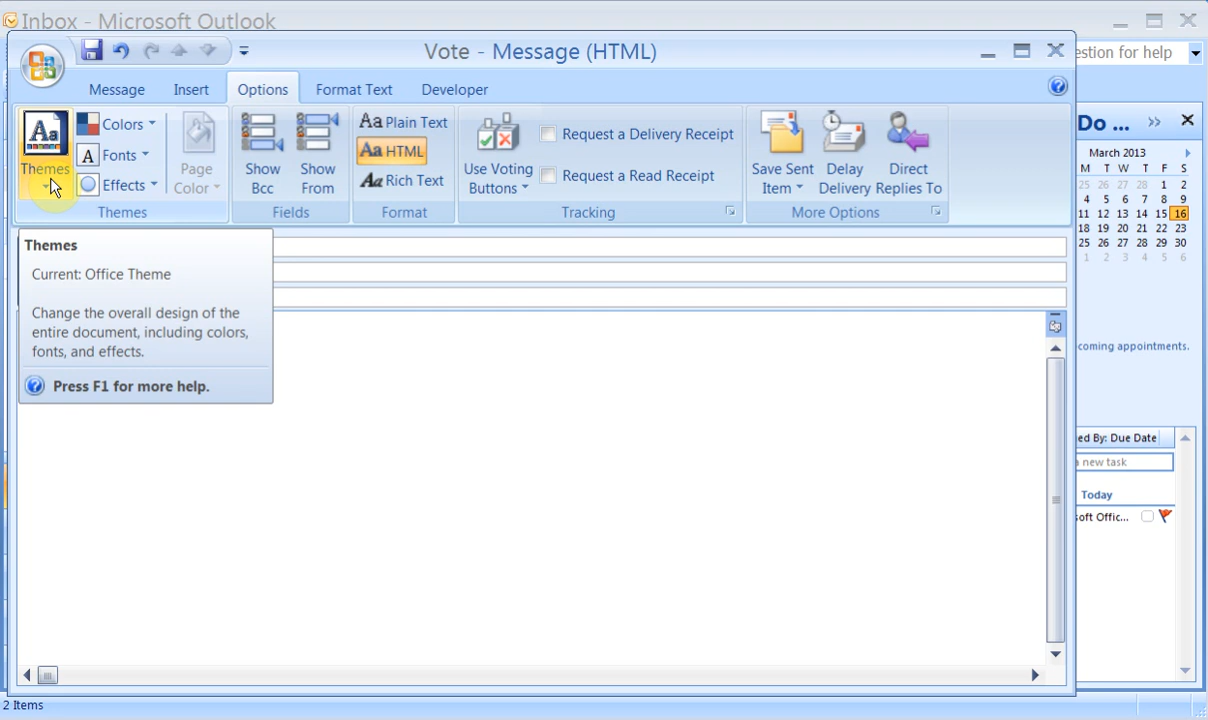 Inbox - Microsoft Outlook
Vote - Message (HTML)
estion for help
Message Insert Options Format Text Developer
Themes
Colors
Fonts
Effects
Page Color
Themes
Show Bcc
Show From
Fields
Aa Plain Text
Aa HTML
Aa Rich Text
Format
Use Voting Buttons
Request a Delivery Receipt
Request a Read Receipt
Tracking
Save Sent Item
Delay Delivery
Direct Replies To
More Options
Do ...
March 2013
M T W T F S
25 26 27 28 1 2
4 5 6 7 8 9
11 12 13 14 15 16
18 19 20 21 22 23
25 26 27 28 29 30
1 2 3 4 5 6
Themes
Current: Office Theme
Change the overall design of the
entire document, including colors,
fonts, and effects.
Press F1 for more help.
coming appointments.
ed By: Due Date
a new task
Today
soft Offic...
2 Items